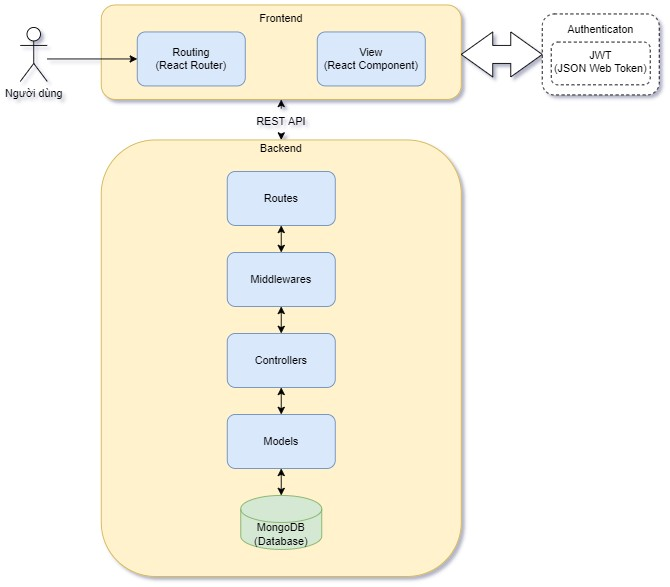 Frontend
Routing
(React Router)
View
(React Component)
Authenticaton
JWT
(JSON Web Token)
Người dùng
REST API
Backend
Routes
Middlewares
Controllers
Models
MongoDB
(Database)